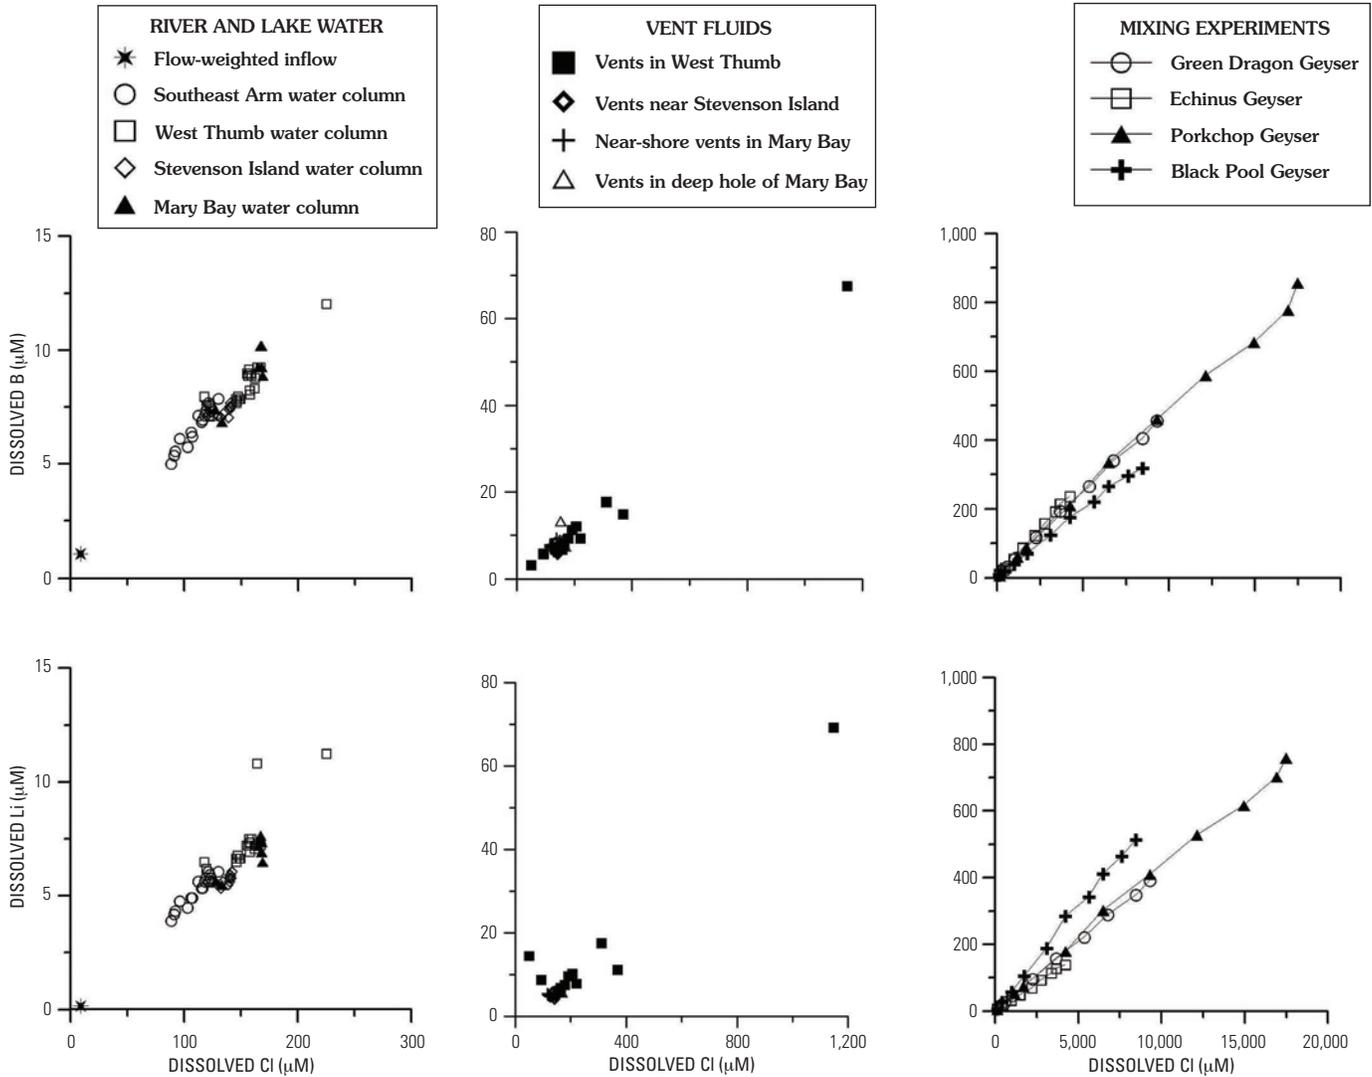 RIVER AND LAKE WATER
Flow-weighted inflow
Southeast Arm water column
West Thumb water column
Stevenson Island water column
Mary Bay water column
VENT FLUIDS
Vents in West Thumb
Vents near Stevenson Island
Near-shore vents in Mary Bay
Vents in deep hole of Mary Bay
MIXING EXPERIMENTS
Green Dragon Geyser
Echinus Geyser
Porkchop Geyser
Black Pool Geyser
DISSOLVED B (µM)
15
10
5
0
80
60
40
20
0
1,000
800
600
400
200
0
DISSOLVED Li (µM)
15
10
5
0
0 100 200 300
DISSOLVED Cl (µM)
80
60
40
20
0
0 400 800 1,200
DISSOLVED Cl (µM)
1,000
800
600
400
200
0
0 5,000 10,000 15,000 20,000
DISSOLVED Cl (µM)